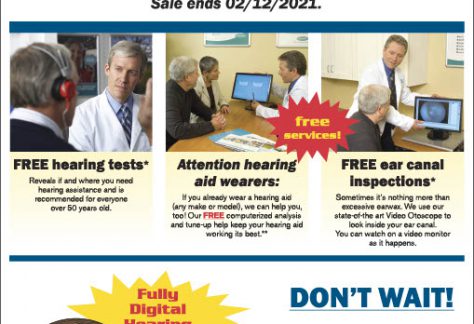 Sale ends 02/12/2021.
free
services!
FREE hearing tests*
Reveals if and where you need
hearing assistance and is
recommended for everyone
over 50 years old.
Attention hearing
aid wearers:
If you already wear a hearing aid
(any make or model), we can help you,
too! Our FREE computerized analysis
and tune-up help keep your hearing aid
working its best.**
FREE ear canal
inspections*
Sometimes it's nothing more than
excessive earwax. We use our
state-of-the art Video Otoscope to
look inside your ear canal.
You can watch on a video monitor
as it happens.
Fully
Digital
Hearing
DON'T WAIT!